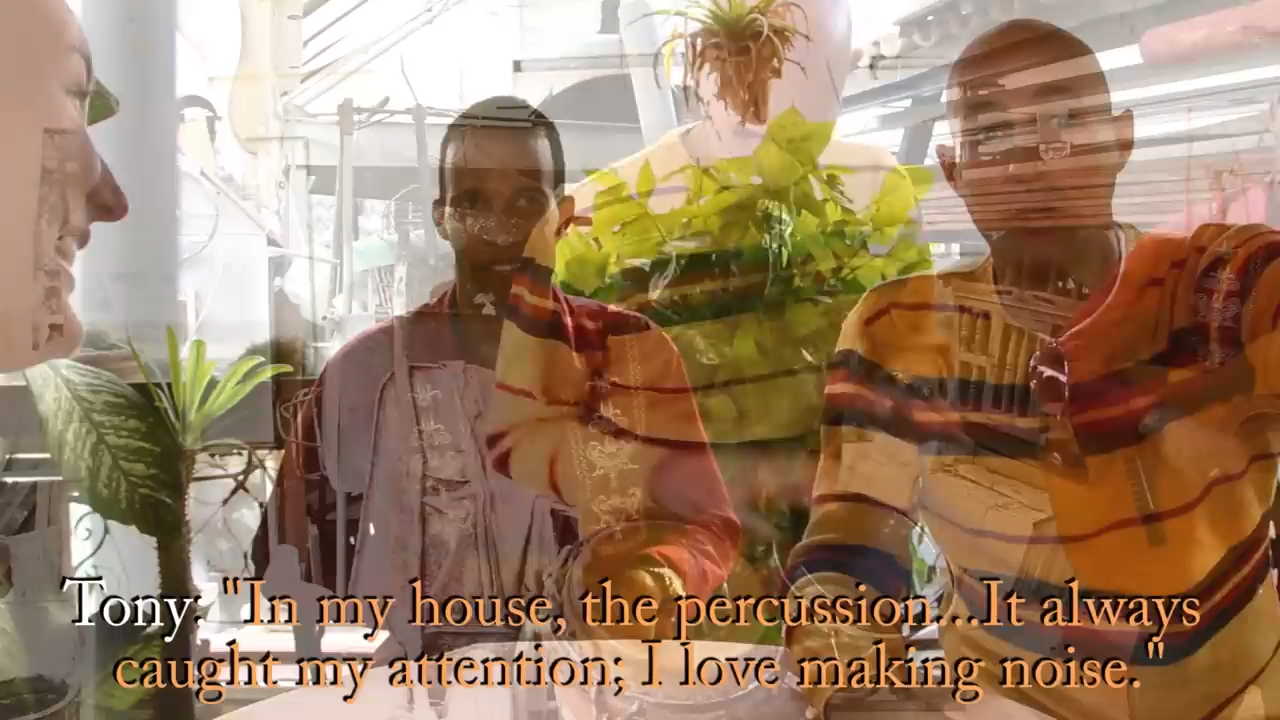 Tony: "In my house, the percussion...It always
caught my attention; I love making noise."